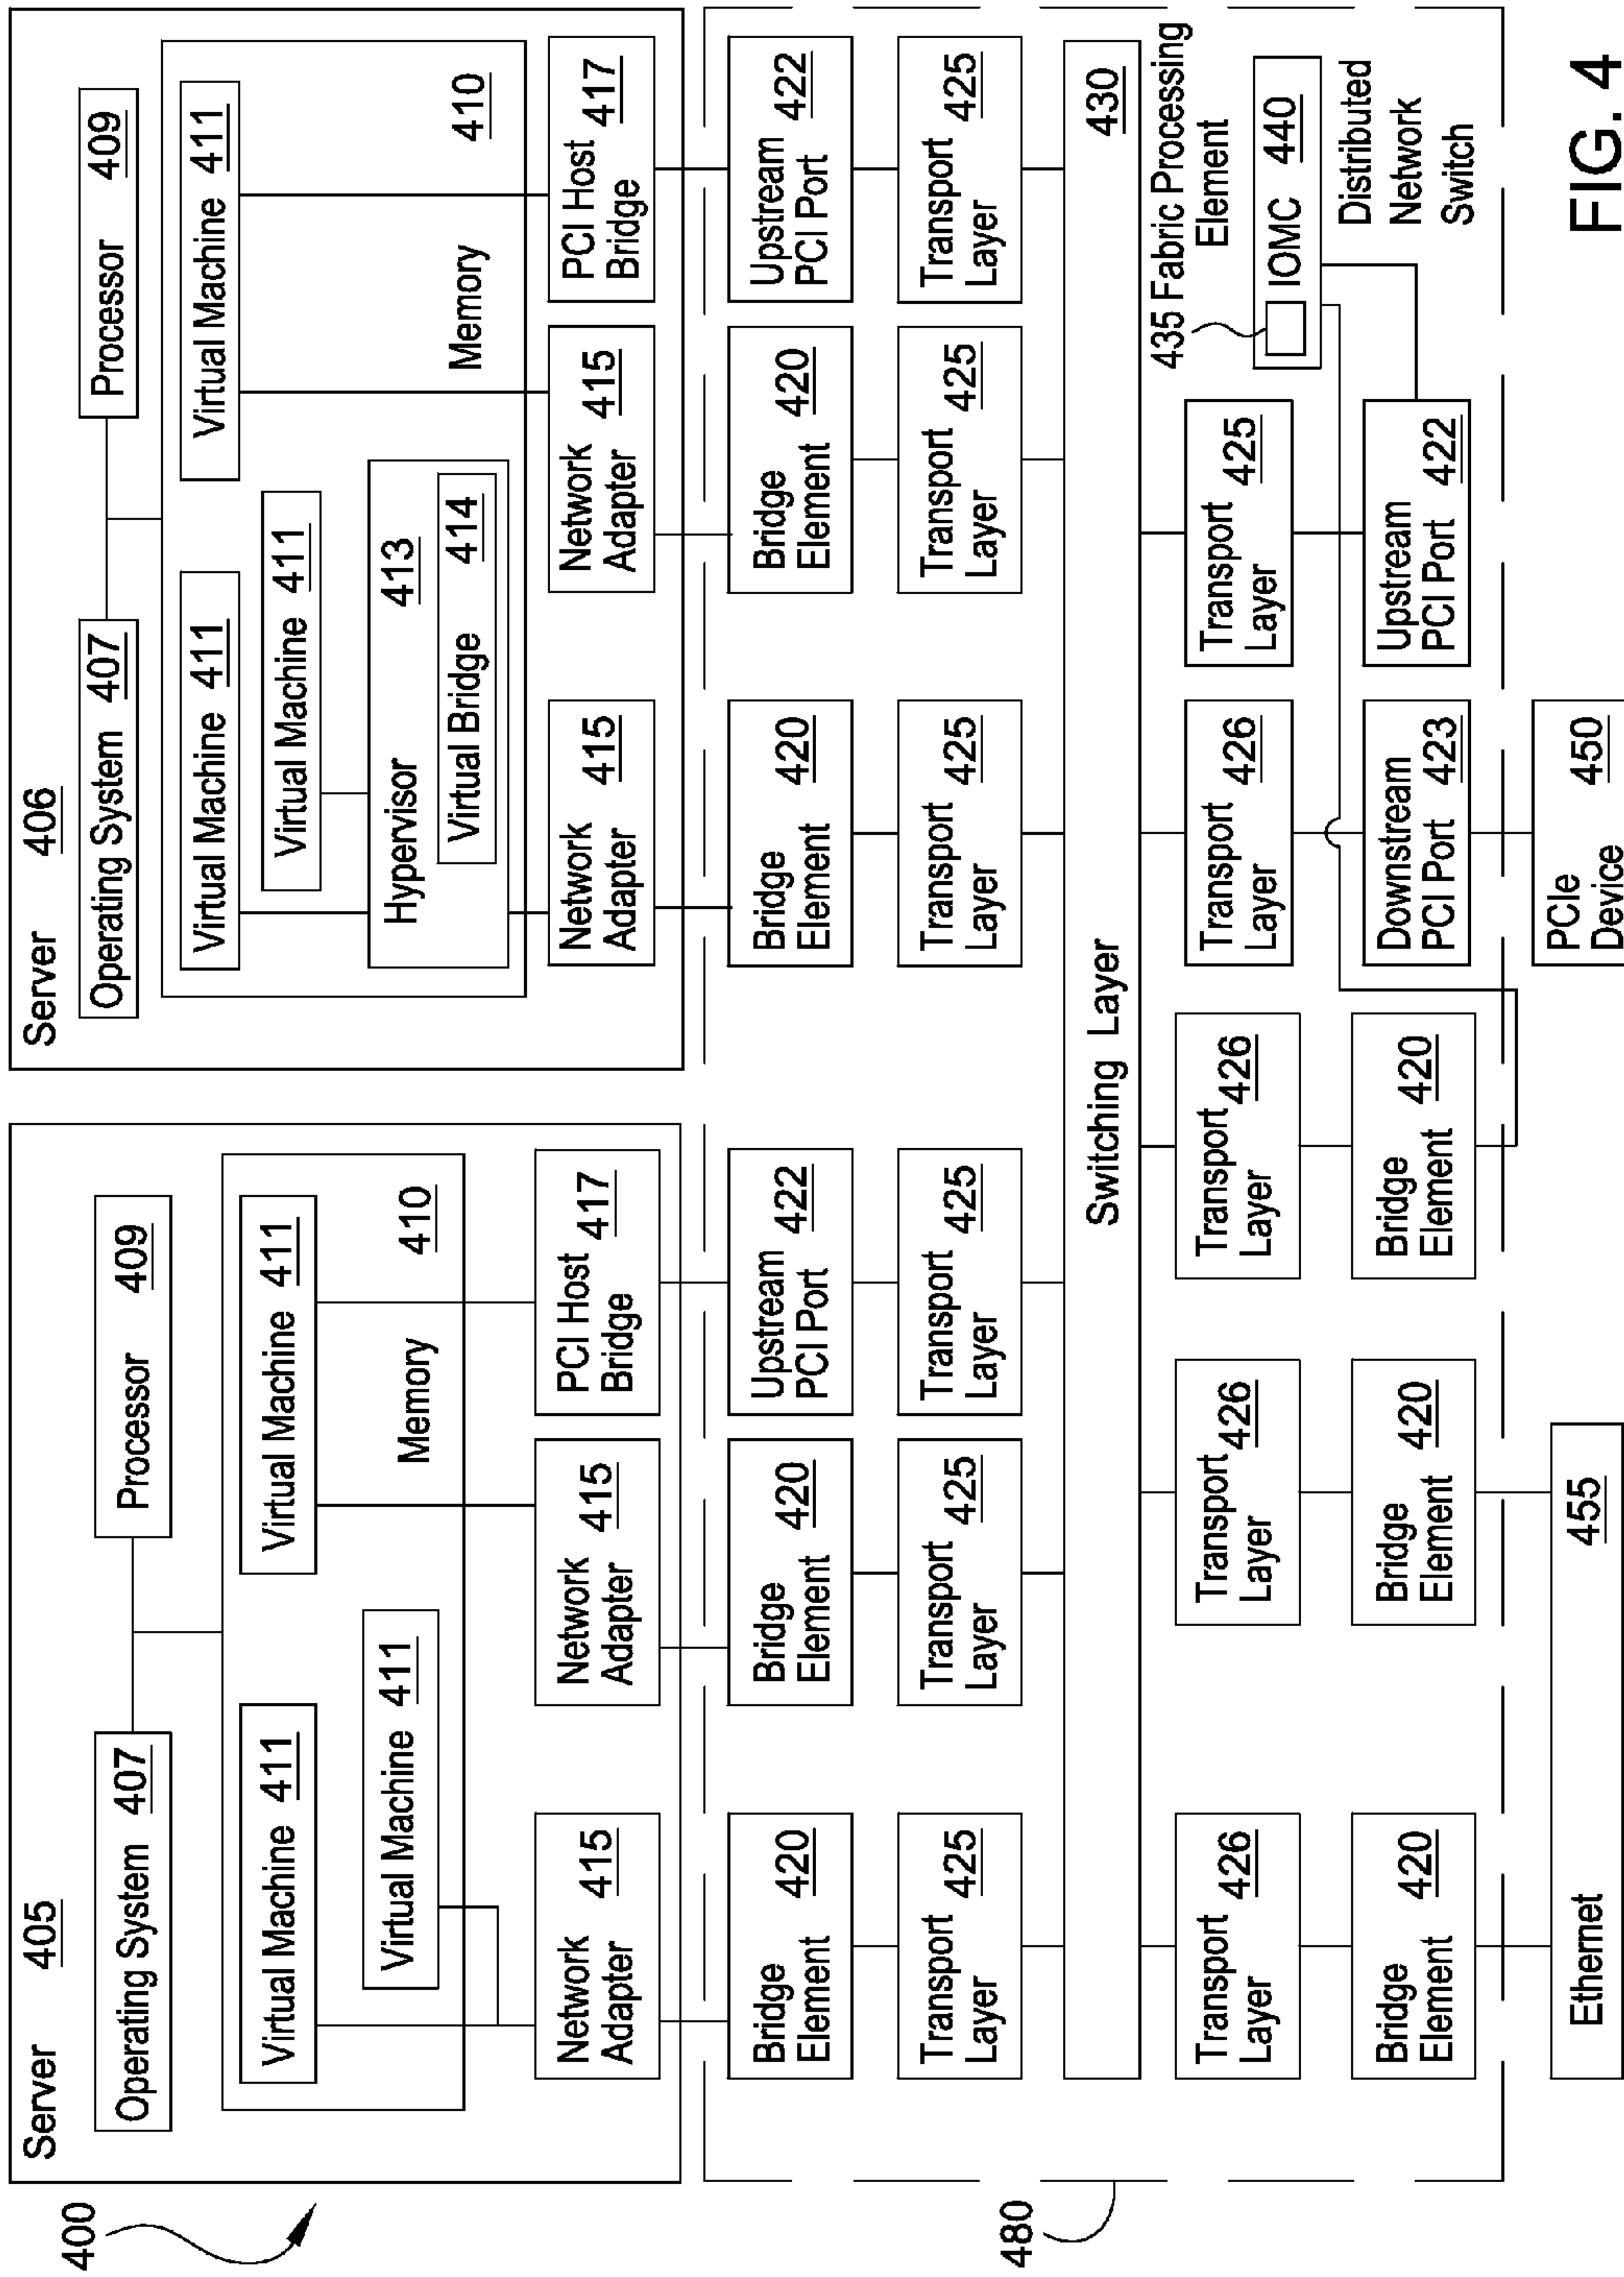 400
Server 405
Operating System 407
Processor 409
Virtual Machine 411
Virtual Machine 411
Virtual Machine 411
Memory 410
Network
Adapter 415
Network
Adapter 415
PCI Host
Bridge 417
Server 406
Operating System 407
Processor 409
Virtual Machine 411
Virtual Machine 411
Virtual Machine 411
Hypervisor 413
Virtual Bridge 414
Memory 410
Network
Adapter 415
Network
Adapter 415
PCI Host
Bridge 417
480
Bridge
Element 420
Bridge
Element 420
Upstream
PCI Port 422
Bridge
Element 420
Bridge
Element 420
Upstream
PCI Port 422
Transport
Layer 425
Transport
Layer 425
Transport
Layer 425
Transport
Layer 425
Transport
Layer 425
Transport
Layer 425
Switching Layer 430
Transport
Layer 426
Transport
Layer 426
Transport
Layer 426
Transport
Layer 426
Transport
Layer 425
435 Fabric Processing
Element
IOMC 440
Bridge
Element 420
Bridge
Element 420
Bridge
Element 420
Downstream
PCI Port 423
Upstream
PCI Port 422
Distributed
Network
Switch
Ethernet 455
PCIe
Device 450
FIG. 4